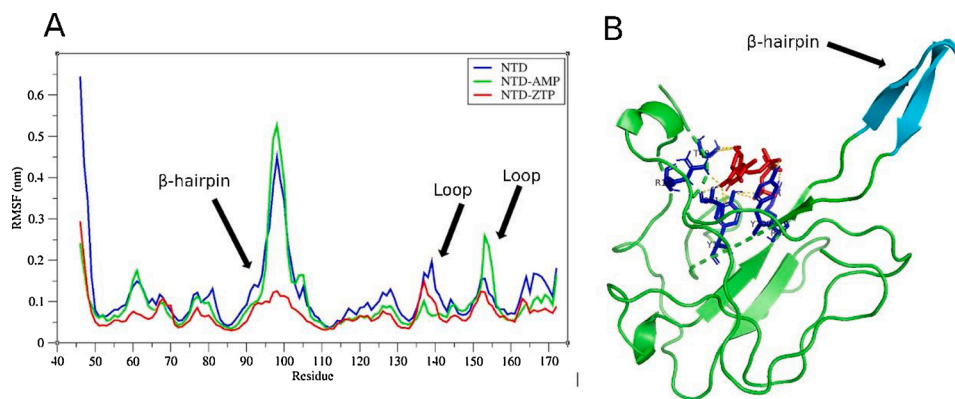 A
NTD
NTD-AMP
NTD-ZTP
β-hairpin
Loop
Loop
RMSF (nm)
0.6
0.5
0.4
0.3
0.2
0.1
0
40 50 60 70 80 90 100 110 120 130 140 150 160 170
Residue
B
β-hairpin